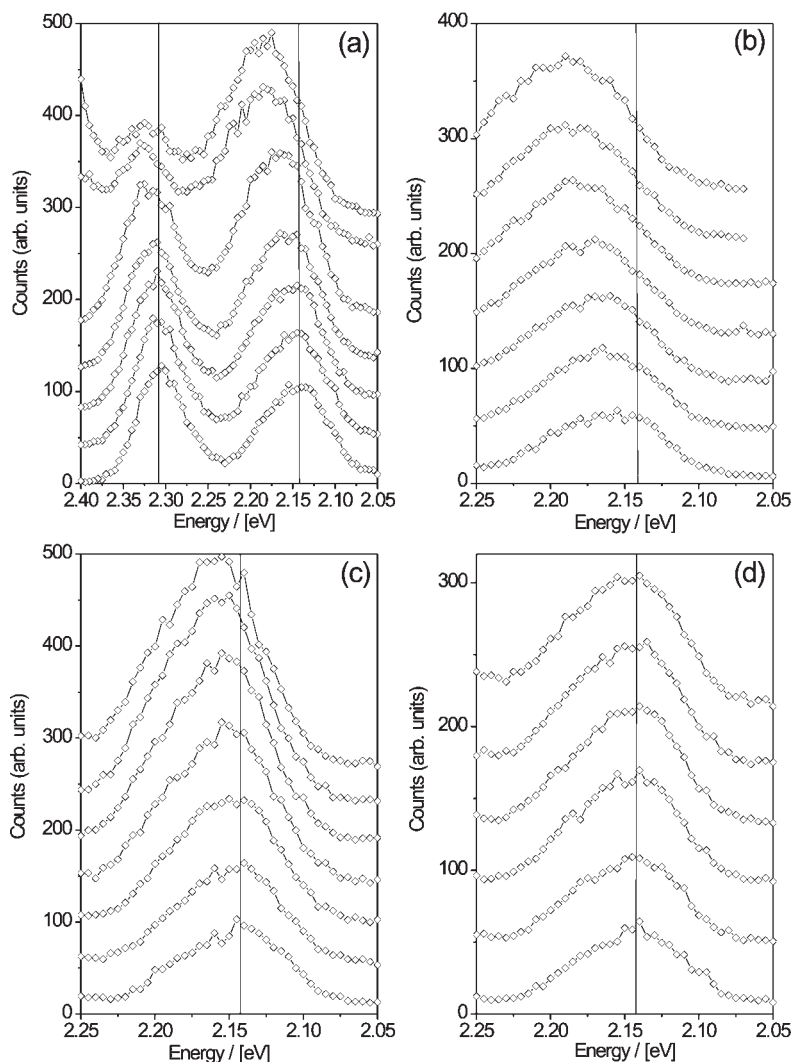 (a)
500
400
300
200
100
0
Counts (arb. units)
2.40 2.35 2.30 2.25 2.20 2.15 2.10 2.05
Energy / [eV]
(b)
400
300
200
100
0
Counts (arb. units)
2.25 2.20 2.15 2.10 2.05
Energy / [eV]
(c)
500
400
300
200
100
0
Counts (arb. units)
2.25 2.20 2.15 2.10 2.05
Energy / [eV]
(d)
300
200
100
0
Counts (arb. units)
2.25 2.20 2.15 2.10 2.05
Energy / [eV]